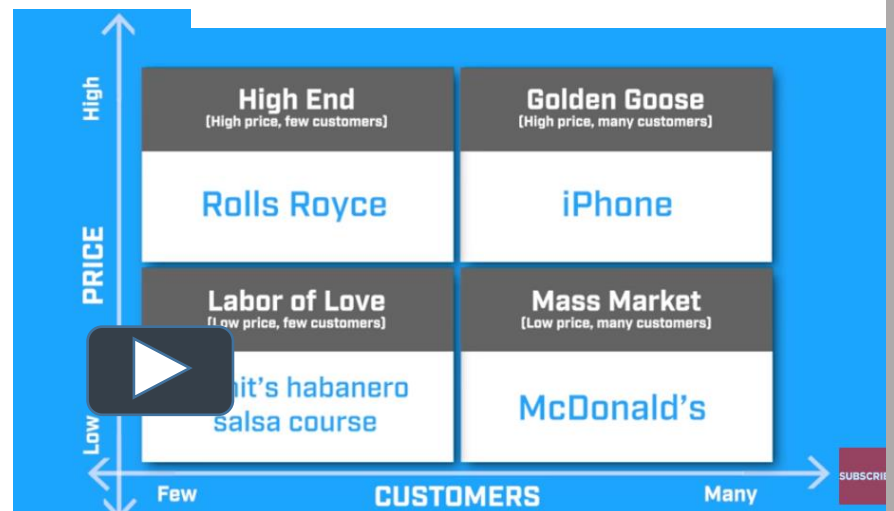 High
High End
(High price, few customers)
Golden Goose
(High price, many customers)
Rolls Royce
iPhone
PRICE
Labor of Love
(Low price, few customers)
Mass Market
(Low price, many customers)
habanero
salsa course
McDonald's
Low
Few
CUSTOMERS
Many